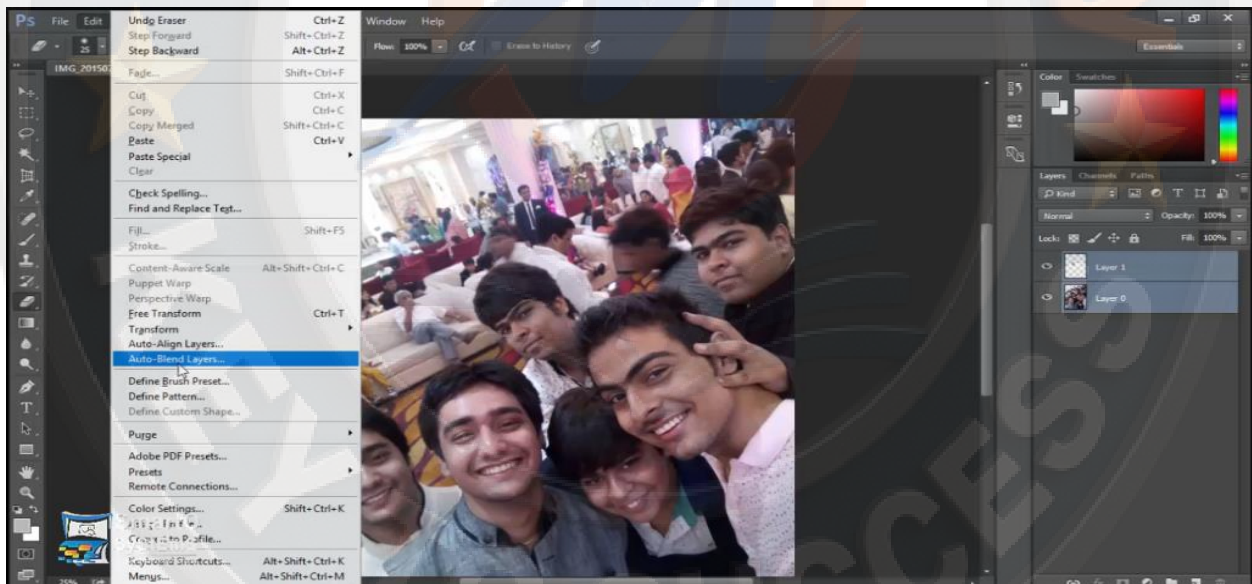 Ps File Edit Window Help
25 Flow: 100% Erase to History Essentials
IMG_20150
Undo Eraser Ctrl+Z
Step Forward Shift+Ctrl+Z
Step Backward Alt+Ctrl+Z
Fade... Shift+Ctrl+F
Cut Ctrl+X
Copy Ctrl+C
Copy Merged Shift+Ctrl+C
Paste Ctrl+V
Paste Special
Clear
Check Spelling...
Find and Replace Text...
Fill... Shift+F5
Stroke...
Content-Aware Scale Alt+Shift+Ctrl+C
Puppet Warp
Perspective Warp
Free Transform Ctrl+T
Transform
Auto-Align Layers...
Auto-Blend Layers...
Define Brush Preset...
Define Pattern...
Define Custom Shape...
Purge
Adobe PDF Presets...
Presets
Remote Connections...
Color Settings... Shift+Ctrl+K
Keyboard Shortcuts... Alt+Shift+Ctrl+K
Menus... Alt+Shift+Ctrl+M
25%
Color Swatches
Layers Channels Paths
Kind
Normal Opacity: 100%
Lock: Fill: 100%
Layer 1
Layer 0